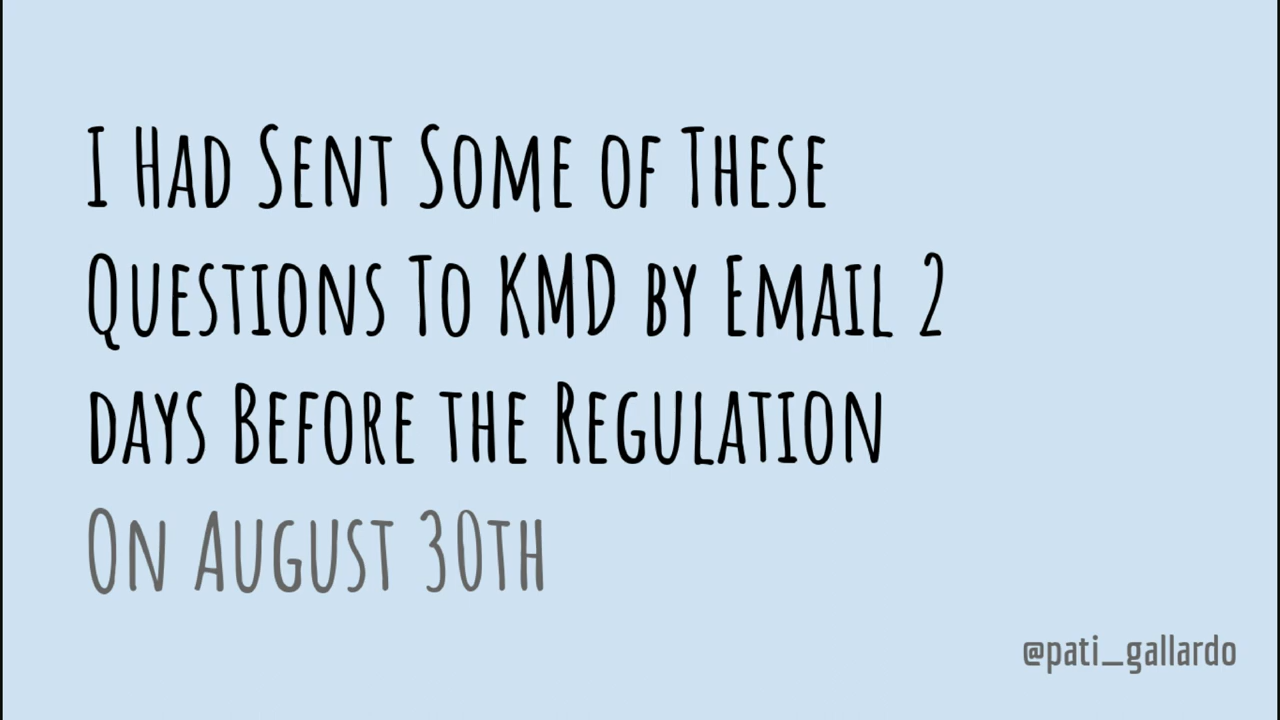 I Had Sent Some of These
Questions To KMD by Email 2
days Before the Regulation
On August 30th
@pati_gallardo